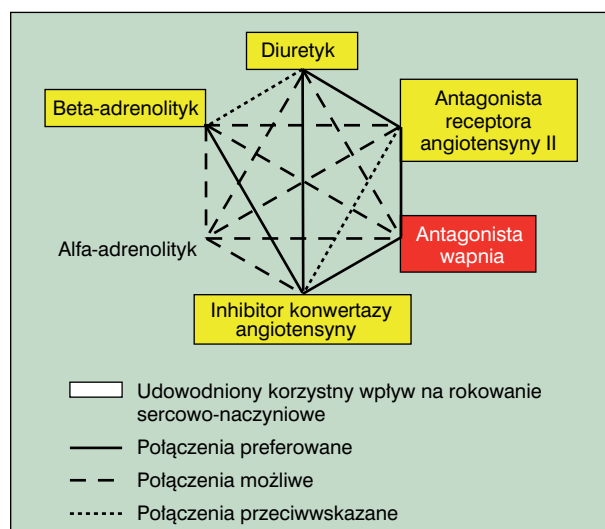 Diuretyk
Beta-adrenolityk
Antagonista
receptora
angiotensyny II
Alfa-adrenolityk
Antagonista
wapnia
Inhibitor konwertazy
angiotensyny
Udowodniony korzystny wpływ na rokowanie
sercowo-naczyniowe
Połączenia preferowane
Połączenia możliwe
Połączenia przeciwwskazane